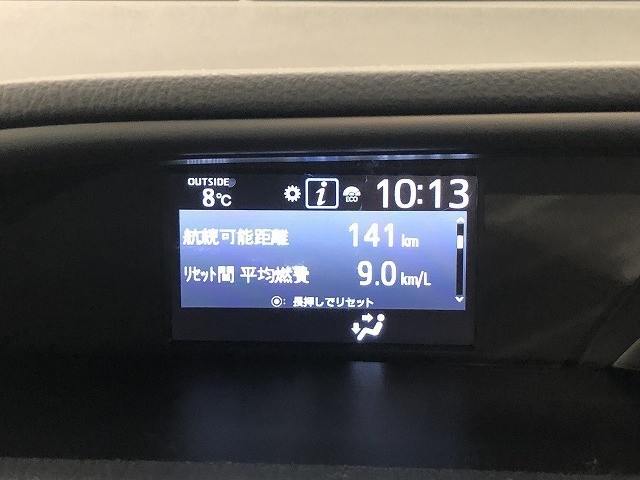 OUTSIDE
8℃ i ECO 10:13
航続可能距離 141 km
リセット間 平均燃費 9.0 km/L
◉: 長押しでリセット